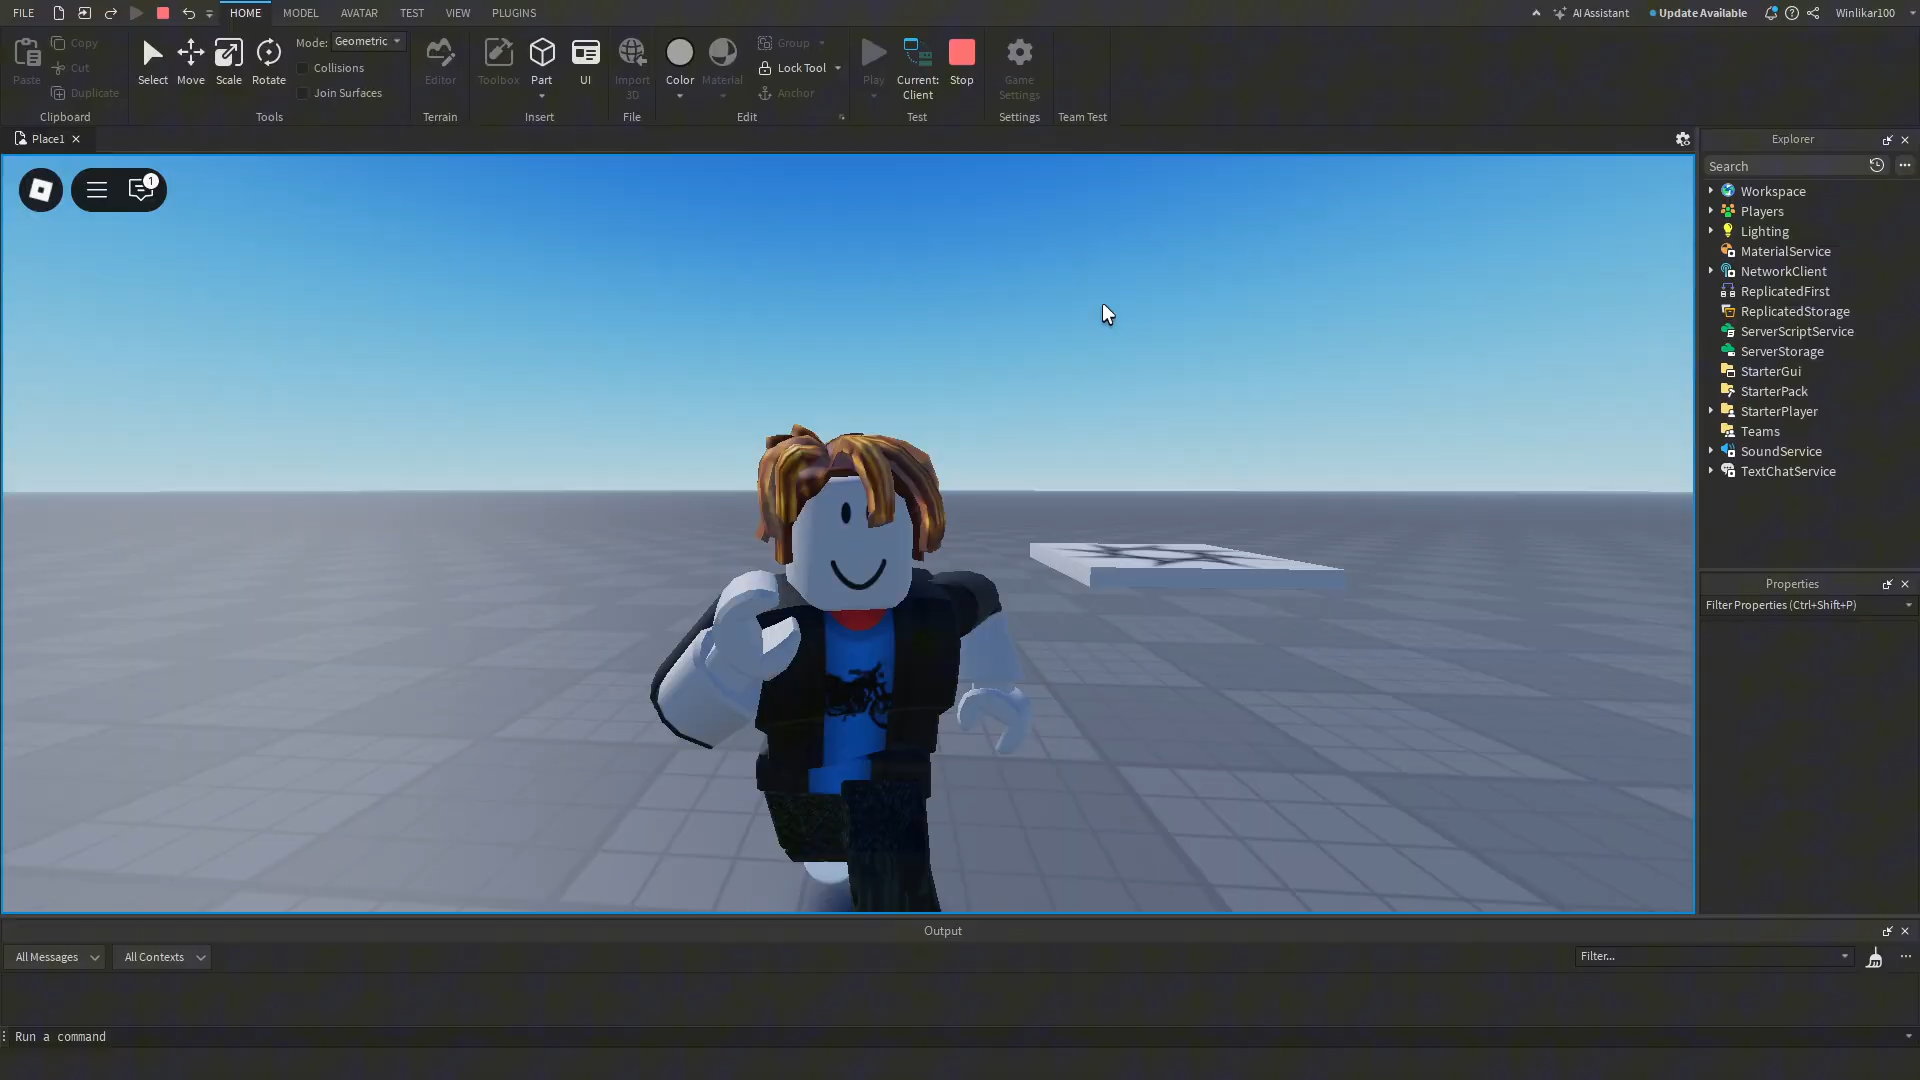 FILE HOME MODEL AVATAR TEST VIEW PLUGINS AI Assistant Update Available Winlikar100
Paste
Copy
Cut
Duplicate
Clipboard
Select Move Scale Rotate
Mode: Geometric
Collisions
Join Surfaces
Tools
Editor
Terrain
Toolbox Part UI
Insert
Import
3D
File
Color Material
Group
Lock Tool
Anchor
Edit
Play
Current:
Client
Stop
Test
Game
Settings
Settings
Team Test
Place1
1
Explorer
Search
Workspace
Players
Lighting
MaterialService
NetworkClient
ReplicatedFirst
ReplicatedStorage
ServerScriptService
ServerStorage
StarterGui
StarterPack
StarterPlayer
Teams
SoundService
TextChatService
Properties
Filter Properties (Ctrl+Shift+P)
Output
All Messages All Contexts Filter...
Run a command